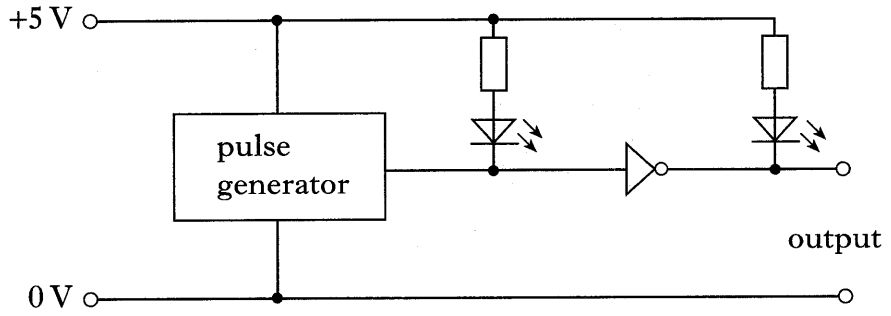 +5 V
pulse
generator
output
0 V